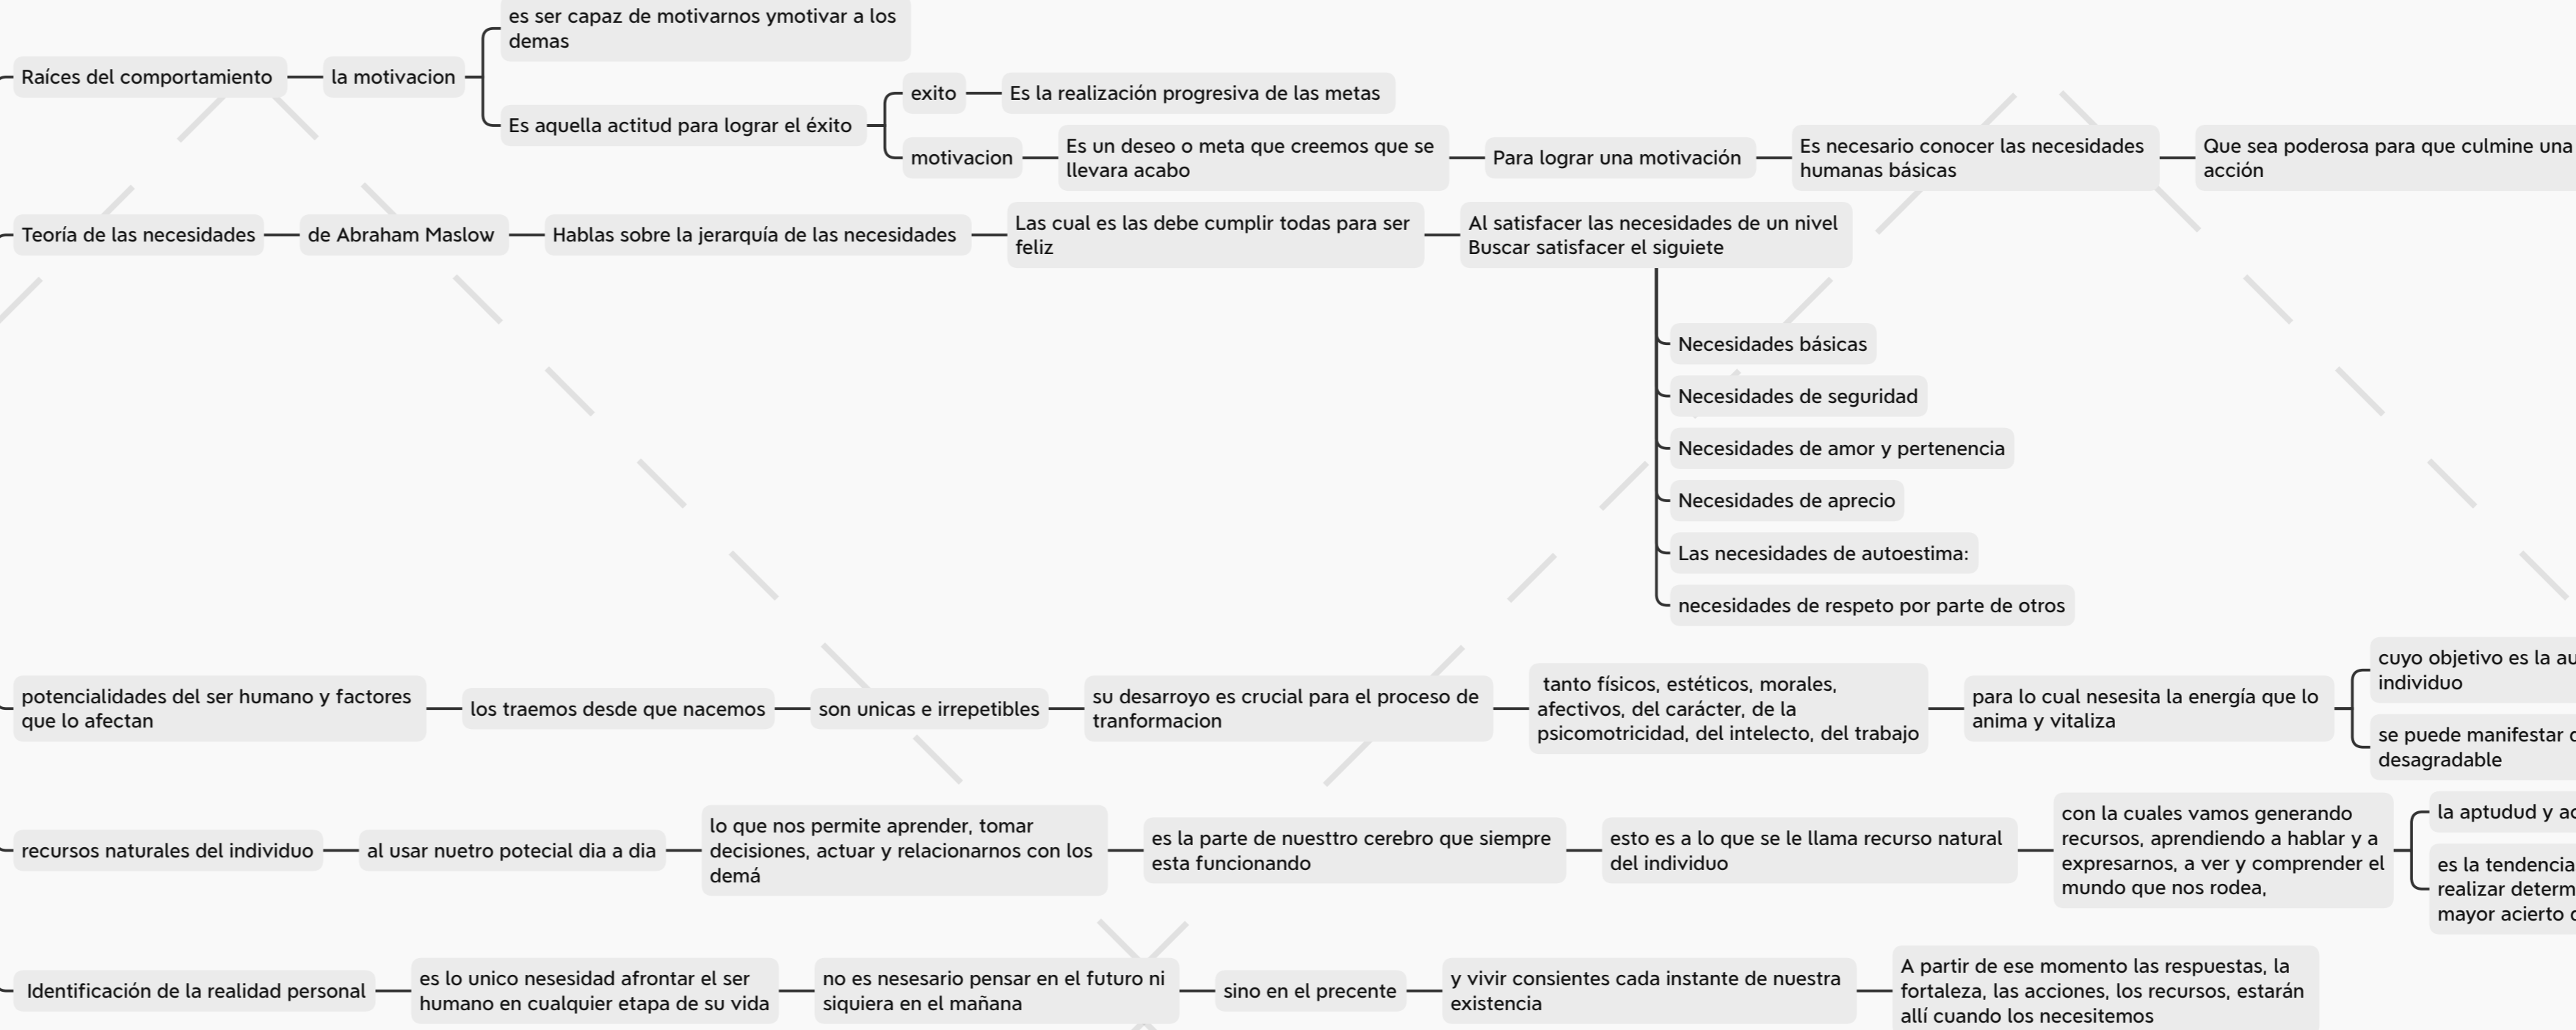 es ser capaz de motivarnos ymotivar a los
demas
Raíces del comportamiento
la motivacion
Es aquella actitud para lograr el éxito
exito
Es la realización progresiva de las metas
motivacion
Es un deseo o meta que creemos que se
llevara acabo
Para lograr una motivación
Es necesario conocer las necesidades
humanas básicas
Que sea poderosa para que culmine una
acción
Teoría de las necesidades
de Abraham Maslow
Hablas sobre la jerarquía de las necesidades
Las cual es las debe cumplir todas para ser
feliz
Al satisfacer las necesidades de un nivel
Buscar satisfacer el siguiete
Necesidades básicas
Necesidades de seguridad
Necesidades de amor y pertenencia
Necesidades de aprecio
Las necesidades de autoestima:
necesidades de respeto por parte de otros
potencialidades del ser humano y factores
que lo afectan
los traemos desde que nacemos
son unicas e irrepetibles
su desarroyo es crucial para el proceso de
tranformacion
tanto físicos, estéticos, morales,
afectivos, del carácter, de la
psicomotricidad, del intelecto, del trabajo
para lo cual nesesita la energía que lo
anima y vitaliza
cuyo objetivo es la
individuo
se puede manifestar
desagradable
recursos naturales del individuo
al usar nuetro potecial dia a dia
lo que nos permite aprender, tomar
decisiones, actuar y relacionarnos con los
demá
es la parte de nuesttro cerebro que siempre
esta funcionando
esto es a lo que se le llama recurso natural
del individuo
con la cuales vamos generando
recursos, aprendiendo a hablar y a
expresarnos, a ver y comprender el
mundo que nos rodea,
la aptudud y
es la tendencia
realizar
mayor acierto
Identificación de la realidad personal
es lo unico nesesidad afrontar el ser
humano en cualquier etapa de su vida
no es nesesario pensar en el futuro ni
siquiera en el mañana
sino en el precente
y vivir consientes cada instante de nuestra
existencia
A partir de ese momento las respuestas, la
fortaleza, las acciones, los recursos, estarán
allí cuando los necesitemos